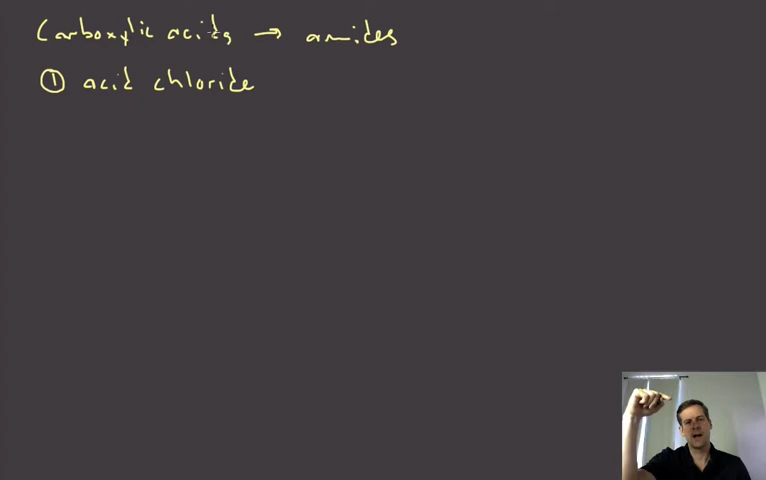 Carboxylic acids → amides
① acid chloride